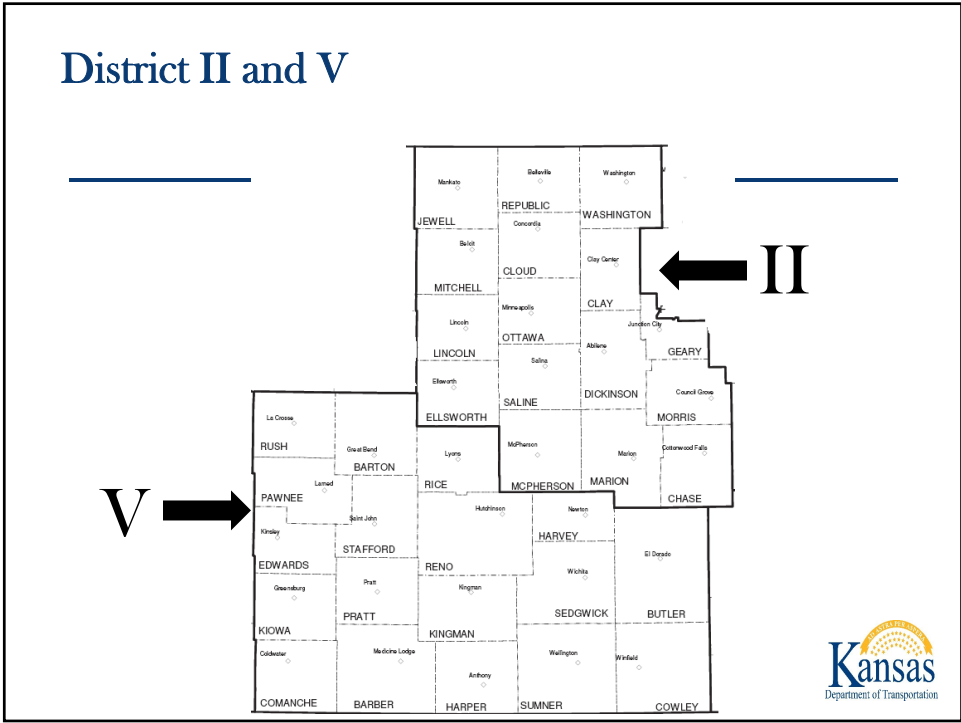 District II and V
Mankato
Belleville
Washington
JEWELL
REPUBLIC
WASHINGTON
Concordia
Beloit
Clay Center
CLOUD
MITCHELL
CLAY
II
Minneapolis
Junction City
Lincoln
OTTAWA
Abilene
LINCOLN
GEARY
Salina
Ellsworth
SALINE
DICKINSON
Council Grove
ELLSWORTH
MORRIS
La Crosse
RUSH
Great Bend
BARTON
Lyons
McPherson
Marion
Cottonwood Falls
RICE
MCPHERSON
MARION
CHASE
V
Larned
PAWNEE
Saint John
Hutchinson
Newton
Kinsley
STAFFORD
HARVEY
EDWARDS
RENO
El Dorado
Greensburg
Pratt
Kingman
Wichita
PRATT
SEDGWICK
BUTLER
KIOWA
KINGMAN
Coldwater
Medicine Lodge
Anthony
Wellington
Winfield
COMANCHE
BARBER
HARPER
SUMNER
COWLEY
Kansas
Department of Transportation